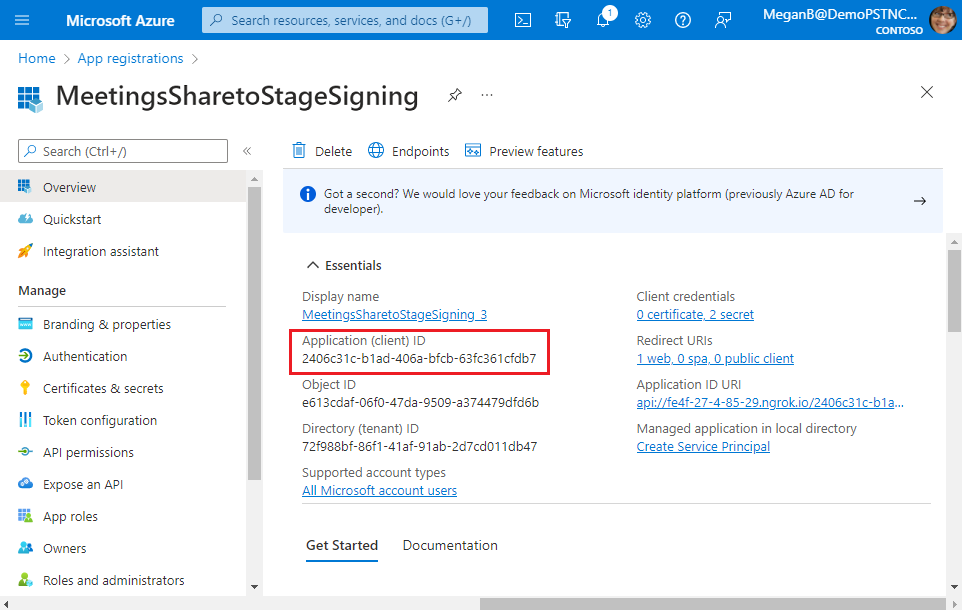 Microsoft Azure
Search resources, services, and docs (G+/)
1
MeganB@DemoPSTNC...
CONTOSO
Home > App registrations >
MeetingsSharetoStageSigning
...
Search (Ctrl+/)
«
Overview
Quickstart
Integration assistant
Manage
Branding & properties
Authentication
Certificates & secrets
Token configuration
API permissions
Expose an API
App roles
Owners
Roles and administrators
Delete
Endpoints
Preview features
Got a second? We would love your feedback on Microsoft identity platform (previously Azure AD for
developer).
Essentials
Display name
MeetingsSharetoStageSigning_3
Application (client) ID
2406c31c-b1ad-406a-bfcb-63fc361cfdb7
Object ID
e613cdaf-06f0-47da-9509-a374479dfd6b
Directory (tenant) ID
72f988bf-86f1-41af-91ab-2d7cd011db47
Supported account types
All Microsoft account users
Client credentials
0 certificate, 2 secret
Redirect URIs
1 web, 0 spa, 0 public client
Application ID URI
api://fe4f-27-4-85-29.ngrok.io/2406c31c-b1a...
Managed application in local directory
Create Service Principal
Get Started
Documentation